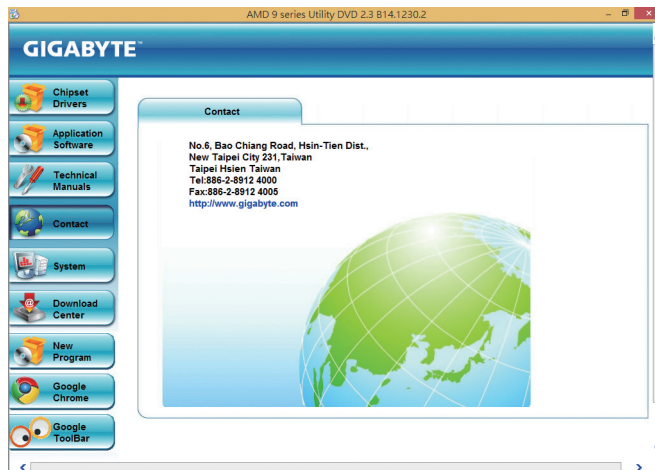 AMD 9 series Utility DVD 2.3 B14.1230.2
GIGABYTE™
Chipset
Drivers
Application
Software
Technical
Manuals
Contact
System
Download
Center
New
Program
Google
Chrome
Google
ToolBar
Contact
No.6, Bao Chiang Road, Hsin-Tien Dist.,
New Taipei City 231,Taiwan
Taipei Hsien Taiwan
Tel:886-2-8912 4000
Fax:886-2-8912 4005
http://www.gigabyte.com